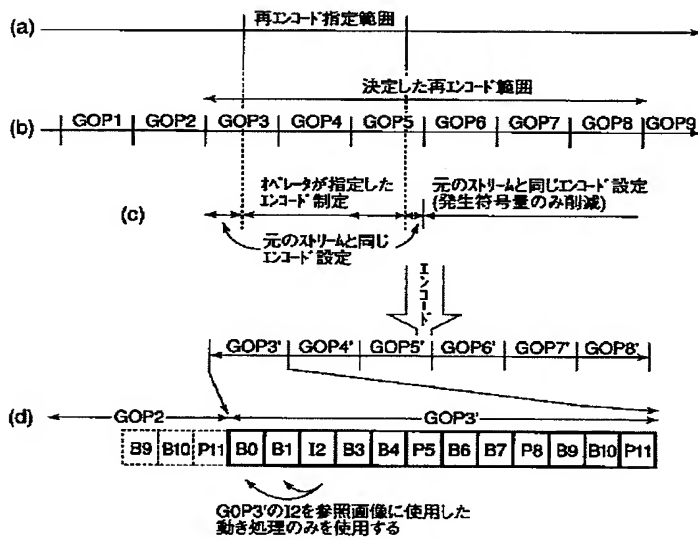 (a)
再エンコード指定範囲
決定した再エンコード範囲
(b)
GOP1 GOP2 GOP3 GOP4 GOP5 GOP6 GOP7 GOP8 GOP9
(c)
オペレータが指定した
エンコード制定
元のストリームと同じエンコード設定
(発生符号量のみ削減)
元のストリームと同じ
エンコード設定
エンコード
GOP3' GOP4' GOP5' GOP6' GOP7' GOP8'
(d)
GOP2 GOP3'
B9 B10 P11 B0 B1 I2 B3 B4 P5 B6 B7 P8 B9 B10 P11
GOP3'のI2を参照画像に使用した
動き処理のみを使用する